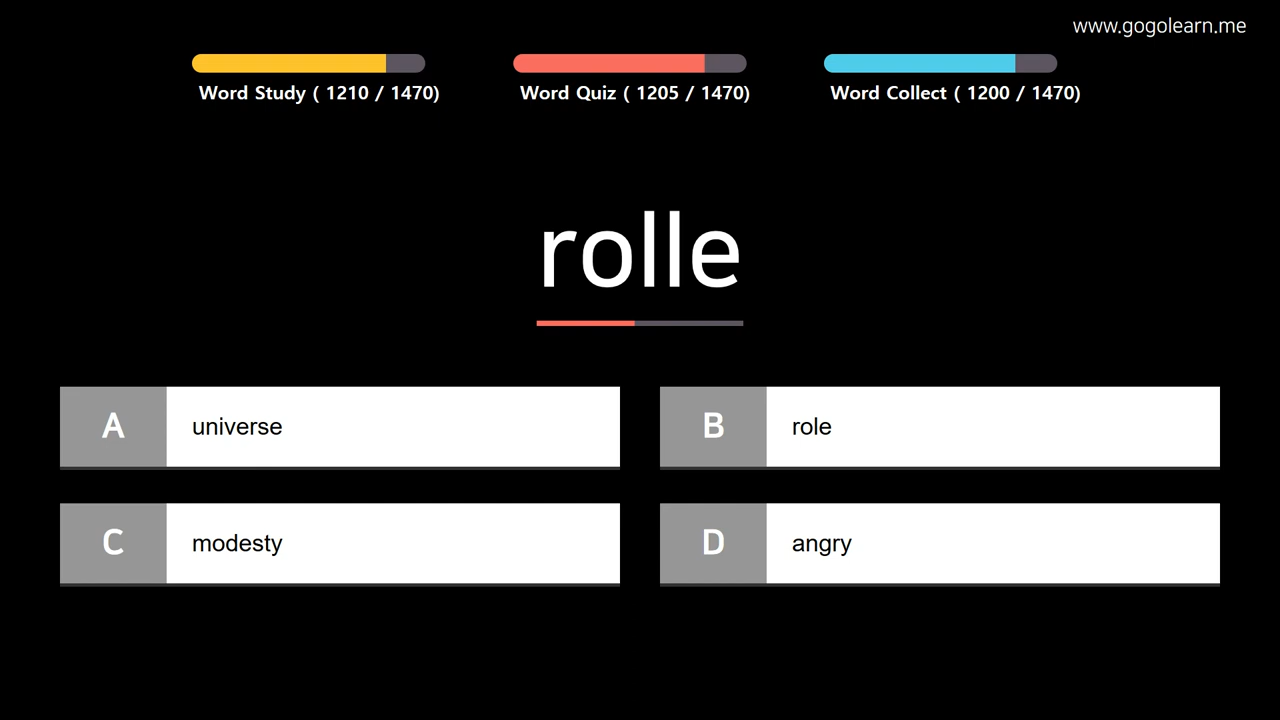 www.gogolearn.me
Word Study ( 1210 / 1470)
Word Quiz ( 1205 / 1470)
Word Collect ( 1200 / 1470)
rolle
A universe
B role
C modesty
D angry